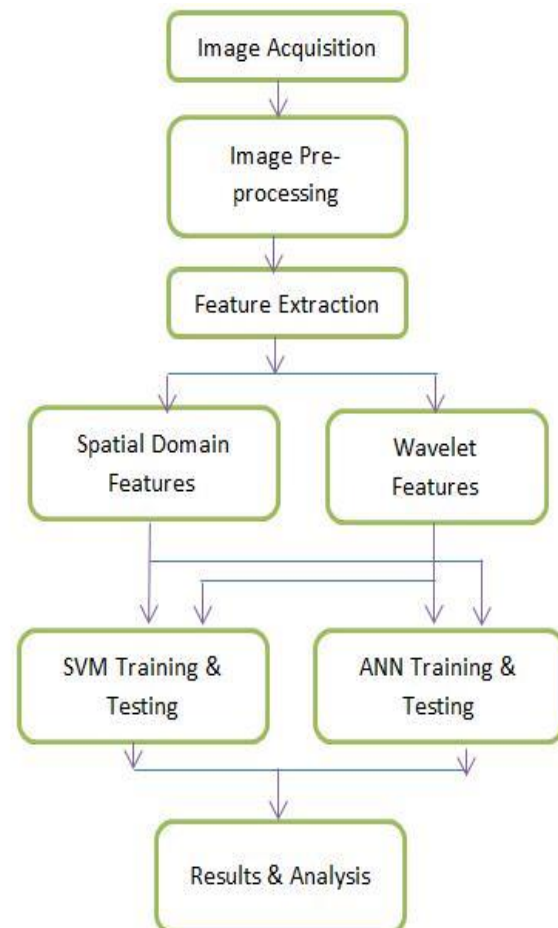 Image Acquisition
Image Pre-
processing
Feature Extraction
Spatial Domain
Features
Wavelet
Features
SVM Training &
Testing
ANN Training &
Testing
Results & Analysis